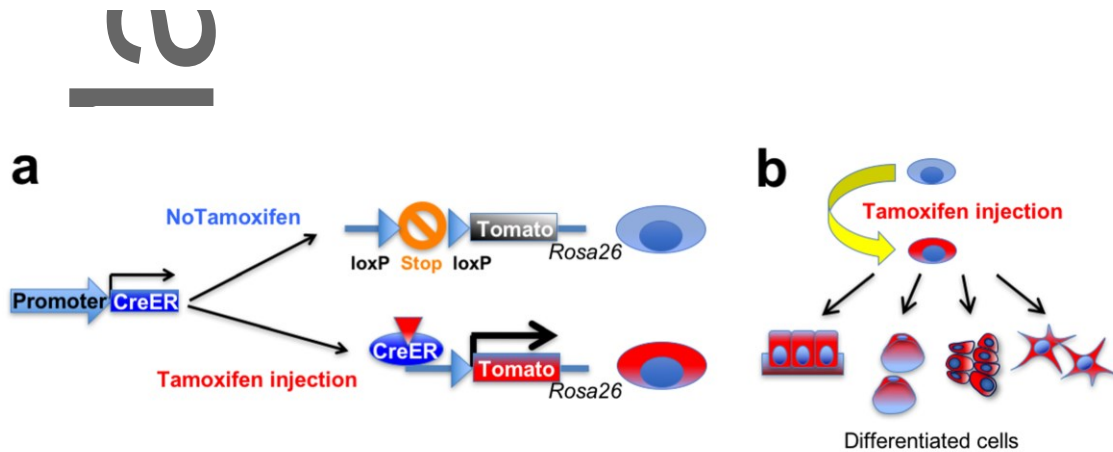 a
NoTamoxifen
Tomato
loxP Stop loxP
Rosa26
Promoter CreER
CreER
Tamoxifen injection
Tomato
Rosa26
b
Tamoxifen injection
Differentiated cells